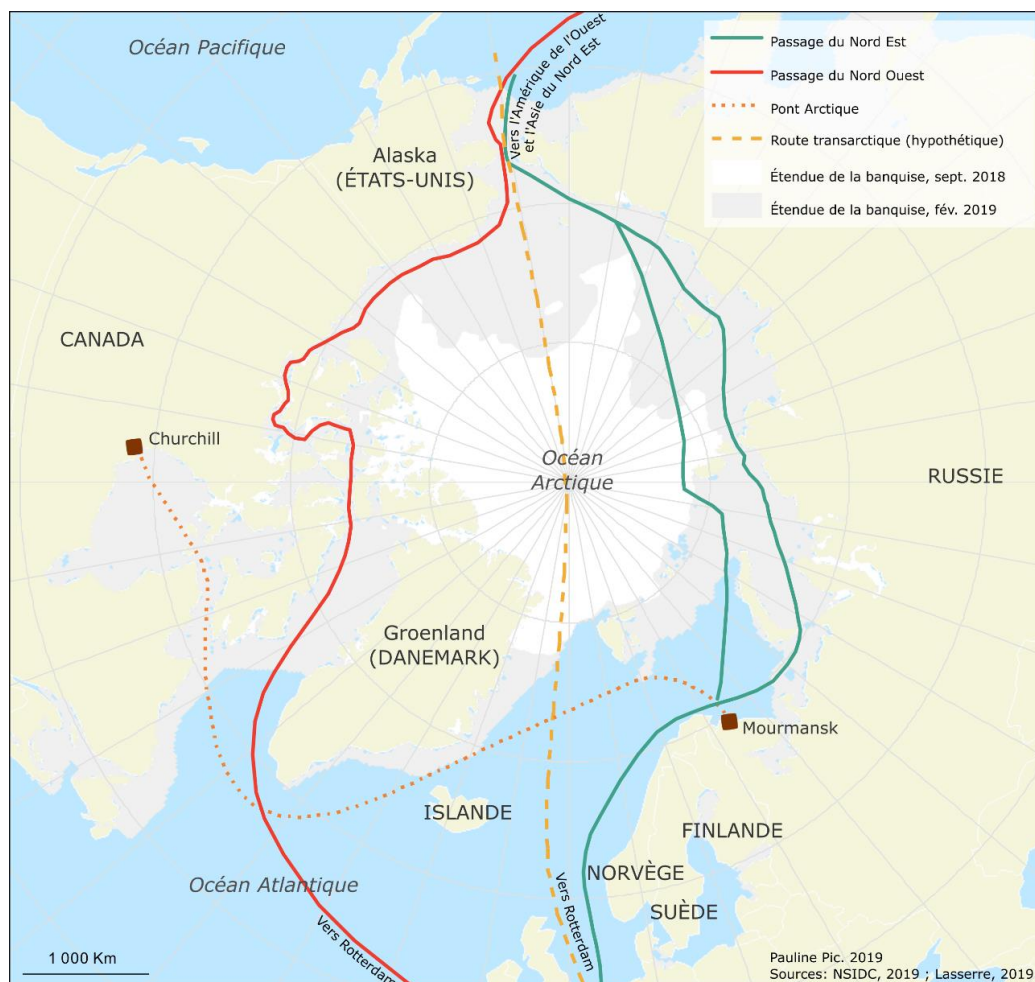 Océan Pacifique
Vers l'Amérique de l'Ouest
et l'Asie du Nord Est
Passage du Nord Est
Passage du Nord Ouest
Pont Arctique
Route transarctique (hypothétique)
Étendue de la banquise, sept. 2018
Étendue de la banquise, fév. 2019
Alaska
(ÉTATS-UNIS)
CANADA
Churchill
Océan
Arctique
RUSSIE
Groenland
(DANEMARK)
Mourmansk
ISLANDE
FINLANDE
NORVÈGE
SUÈDE
Océan Atlantique
Vers Rotterdam
Vers Rotterdam
1 000 Km
Pauline Pic. 2019
Sources: NSIDC, 2019 ; Lasserre, 2019